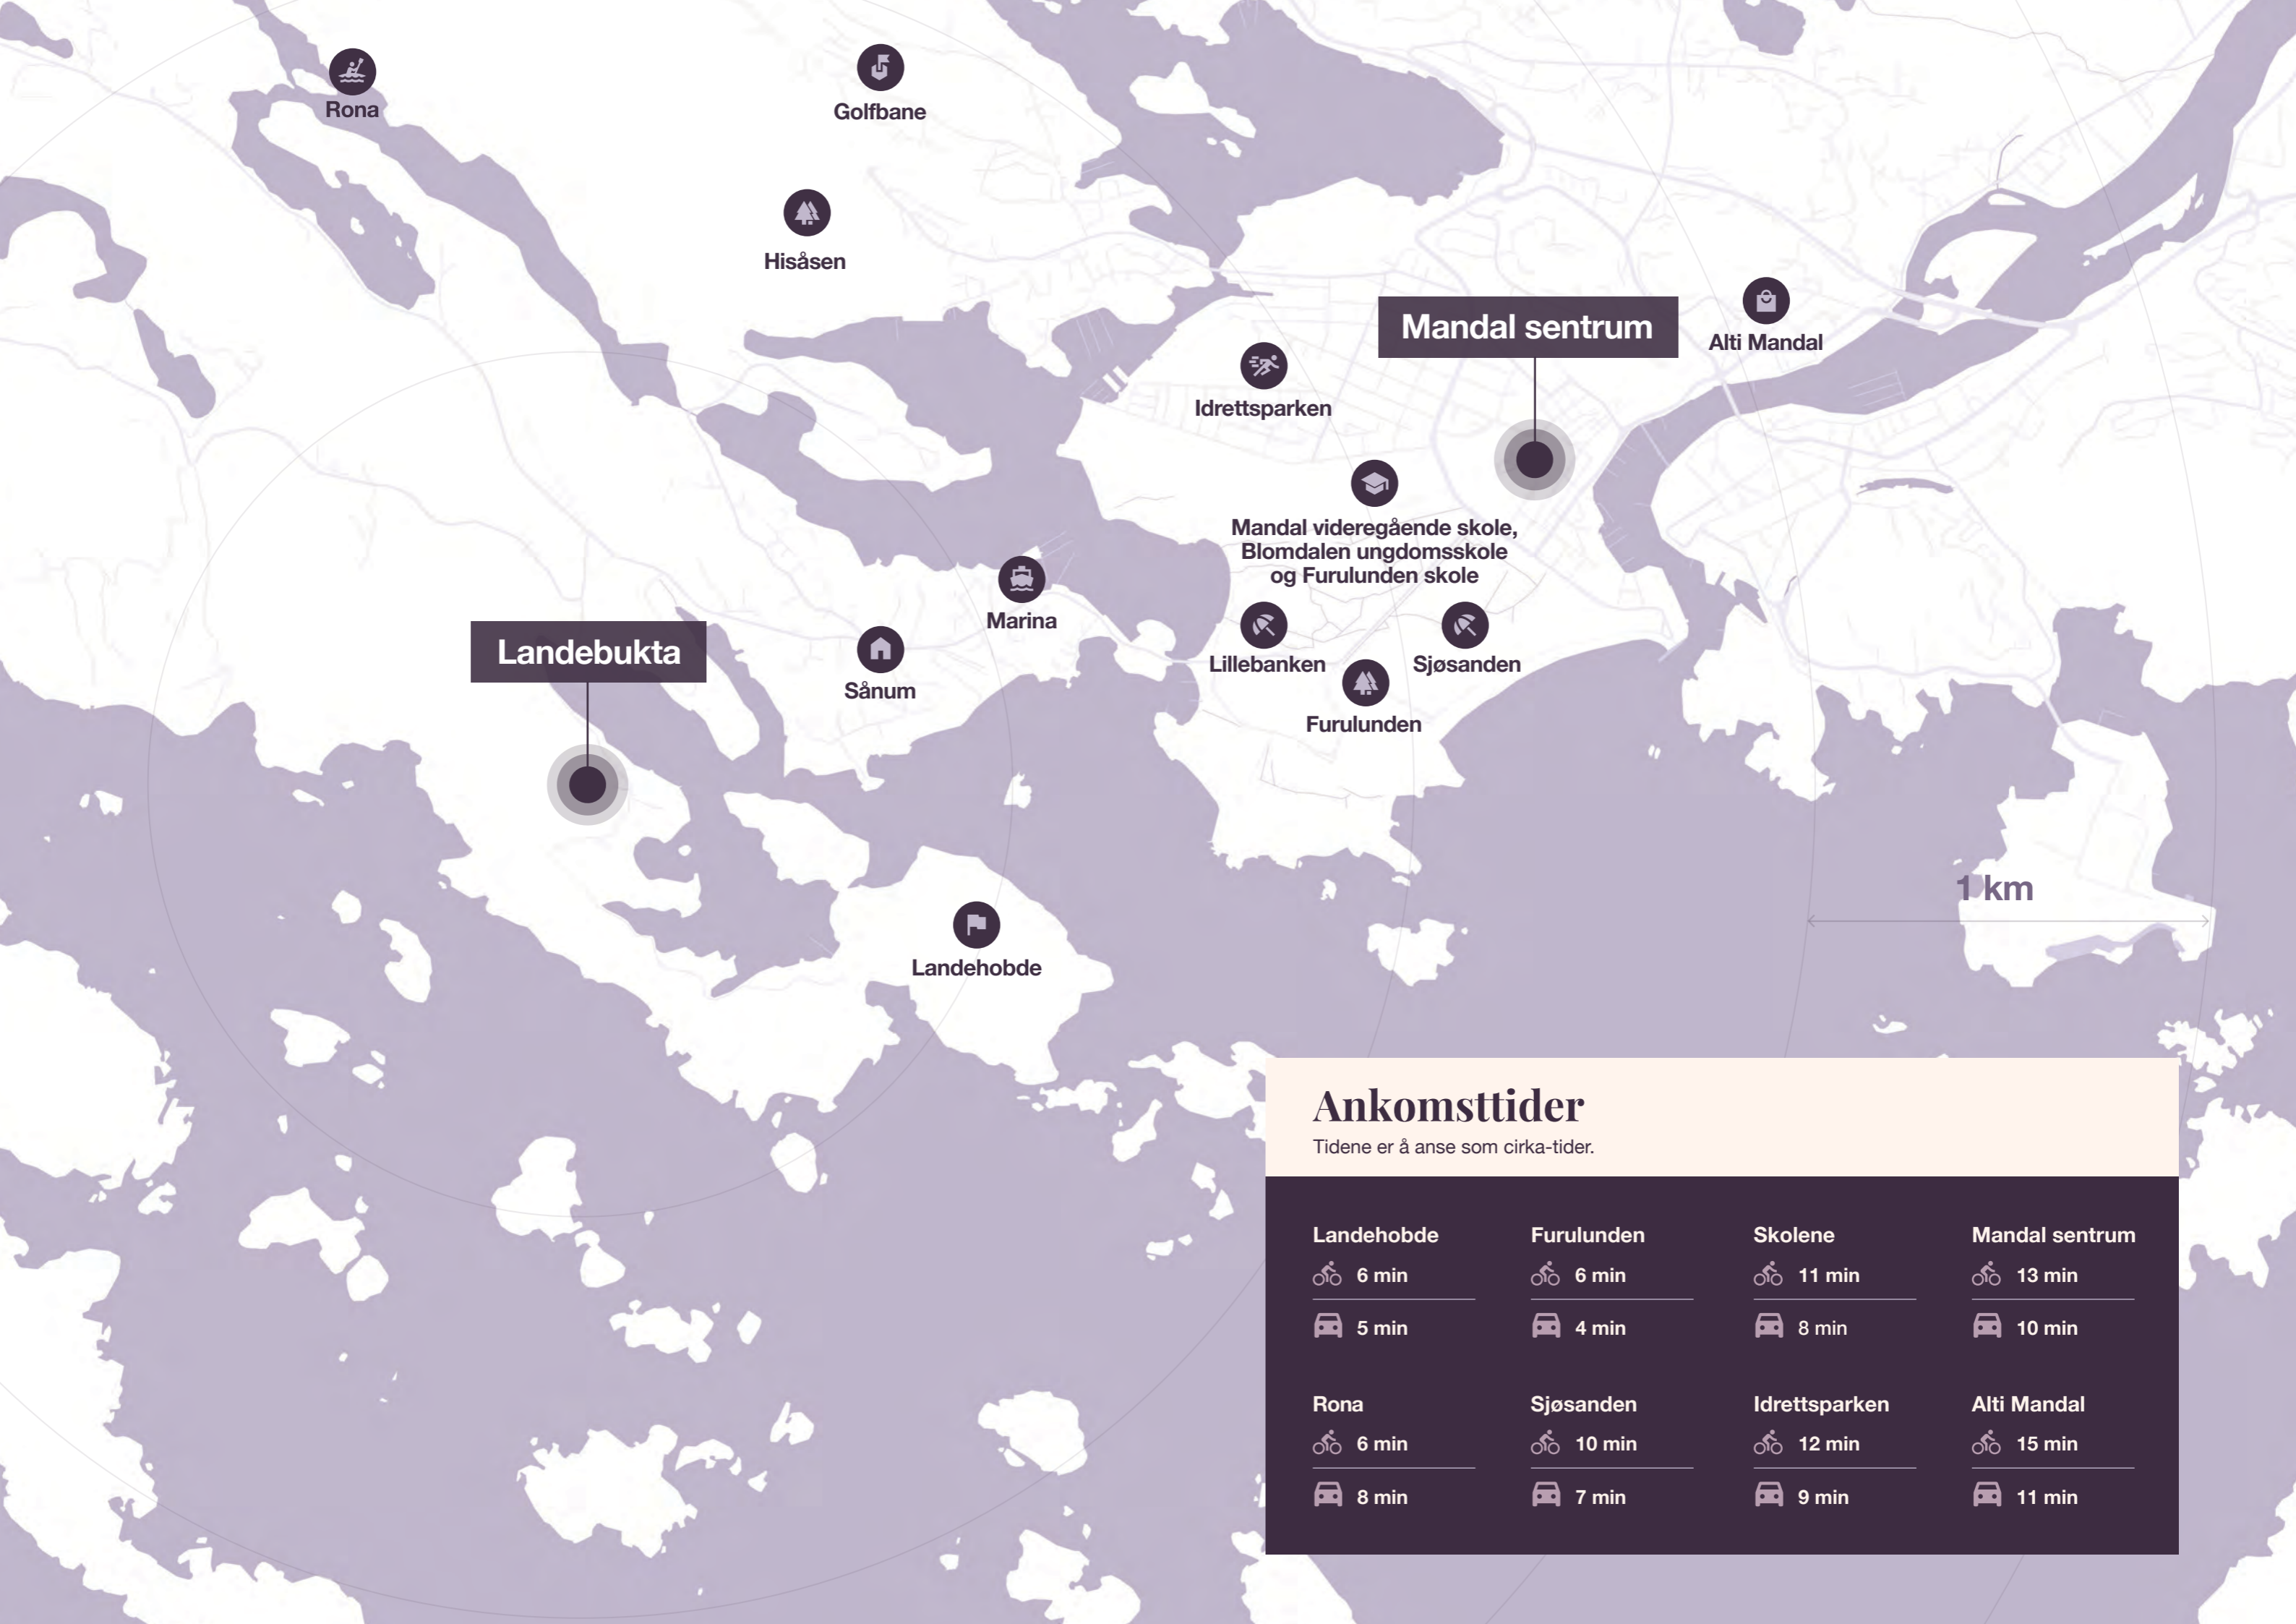 Rona
Golfbane
Hisåsen
Mandal sentrum
Alti Mandal
Idrettsparken
Mandal videregående skole,
Blomdalen ungdomsskole
og Furulunden skole
Marina
Landebukta
Sånum
Lillebanken
Sjøsanden
Furulunden
1 km
Landehobde
Ankomsttider
Tidene er å anse som cirka-tider.
Landehobde
6 min
5 min
Furulunden
6 min
4 min
Skolene
11 min
8 min
Mandal sentrum
13 min
10 min
Rona
6 min
8 min
Sjøsanden
10 min
7 min
Idrettsparken
12 min
9 min
Alti Mandal
15 min
11 min